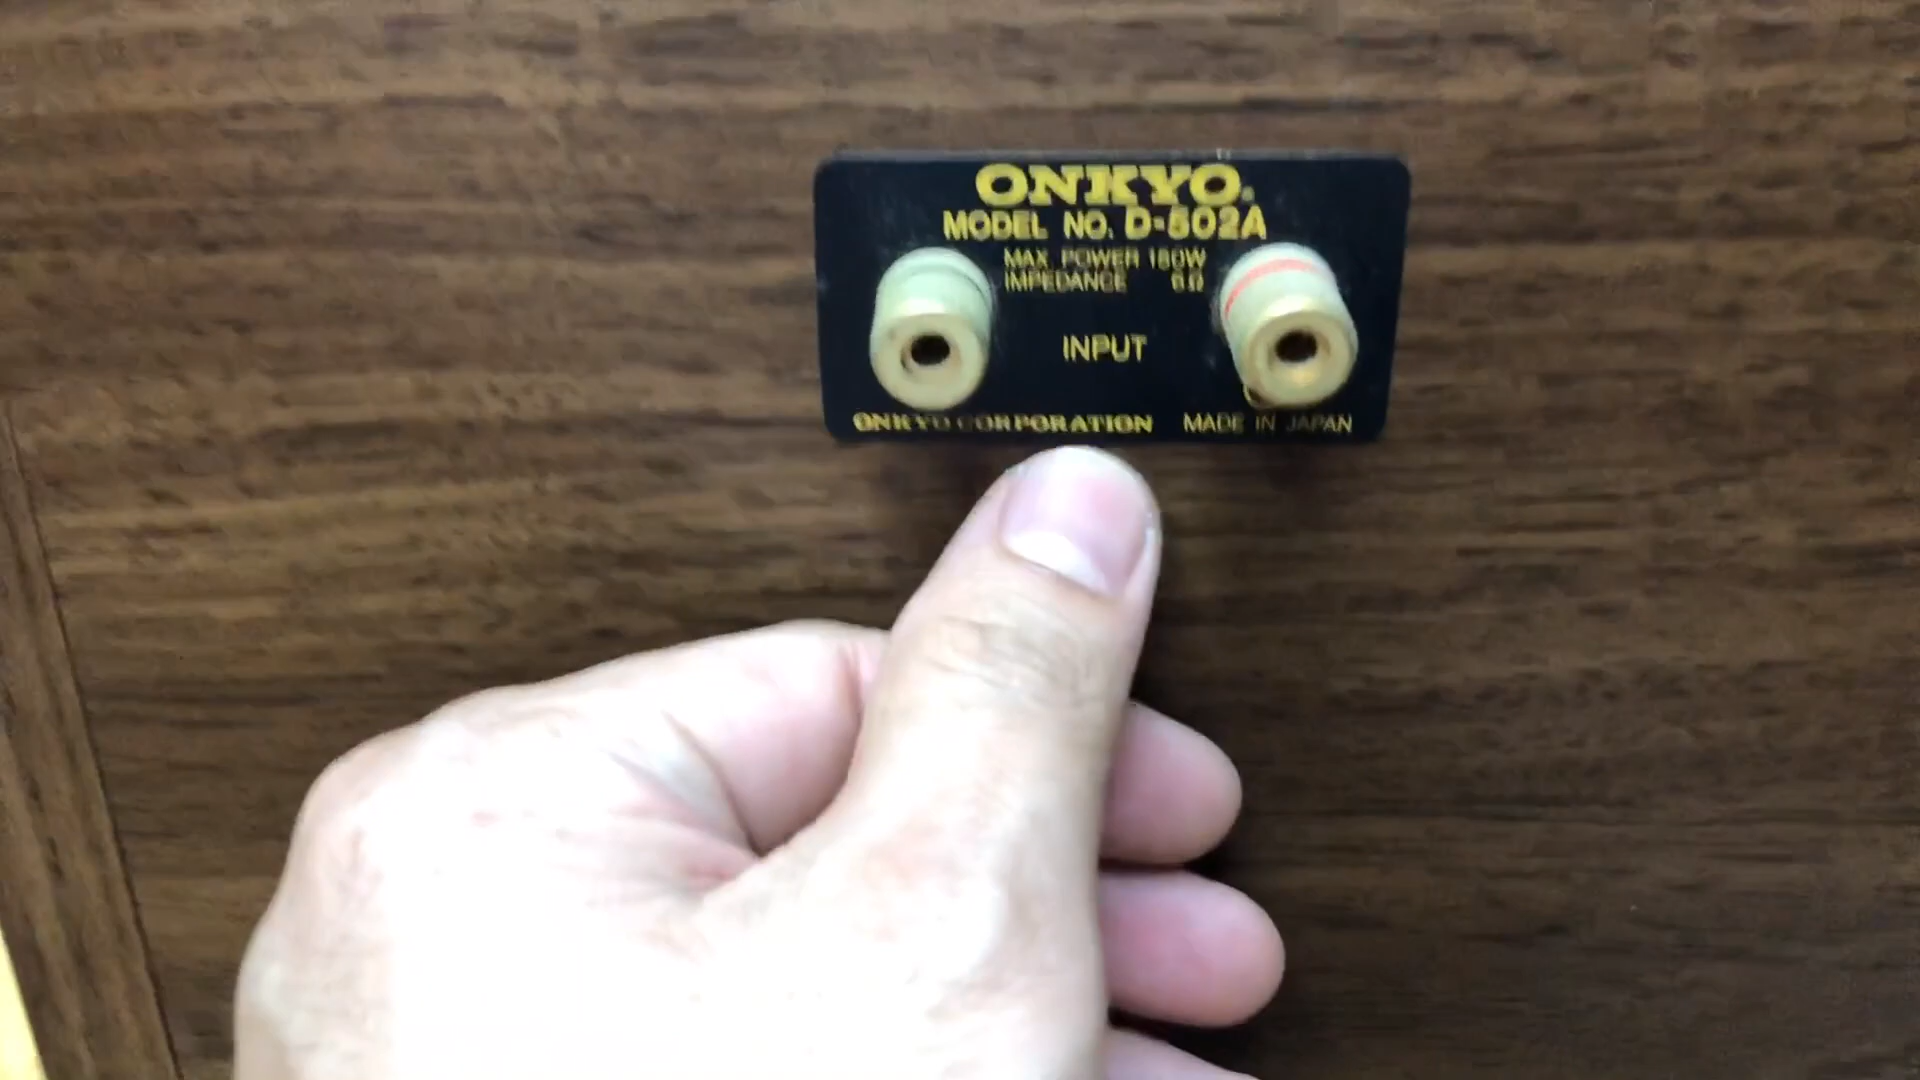 ONKYO
MODEL NO. D-502A
MAX. POWER 150W
IMPEDANCE 6Ω
INPUT
ONKYO CORPORATION MADE IN JAPAN